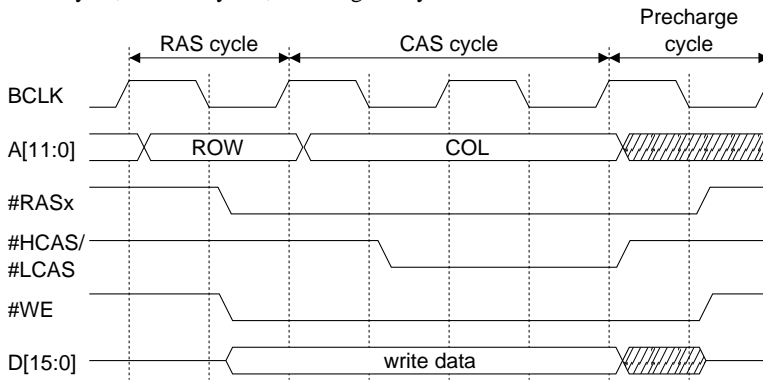 Precharge
RAS cycle CAS cycle cycle
BCLK
A[11:0] ROW COL
#RASx
#HCAS/
#LCAS
#WE
D[15:0] write data